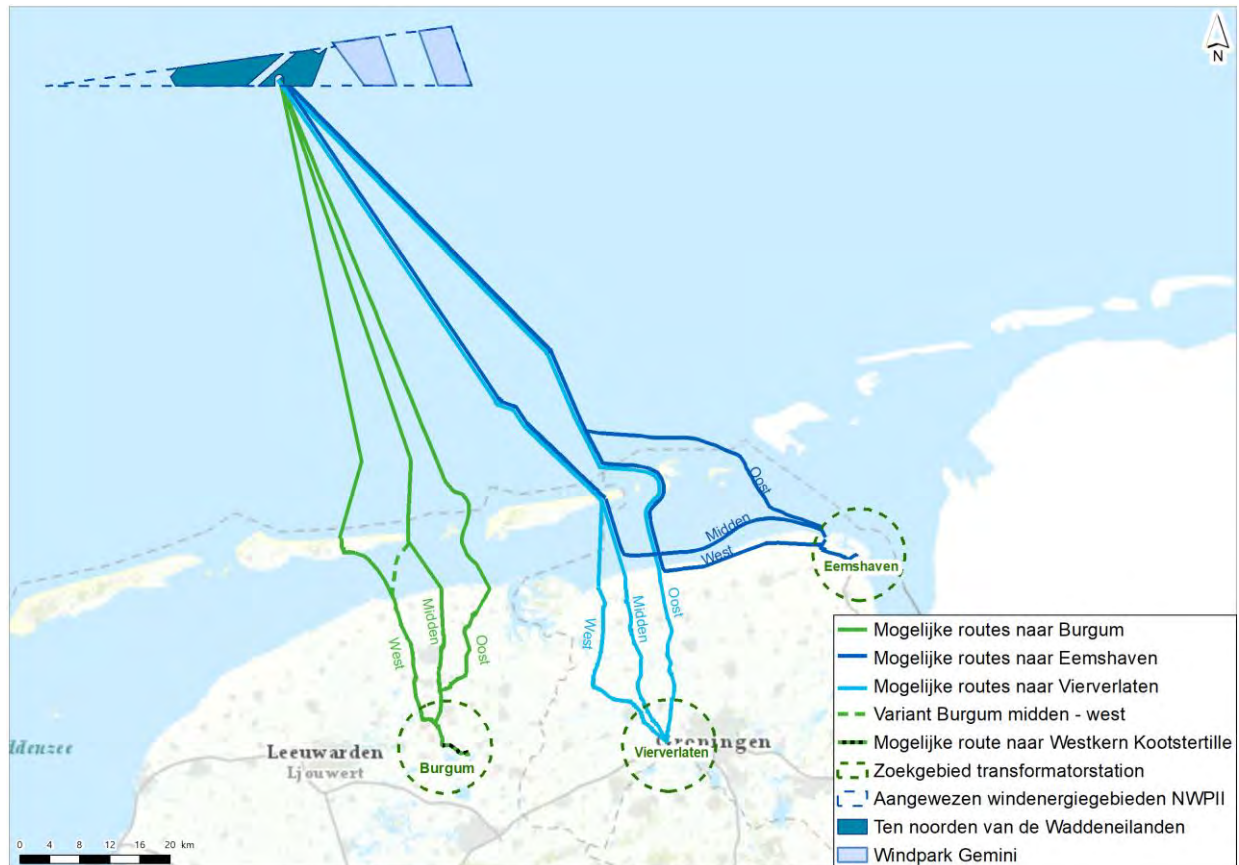 N
Oost
Midden
West
Eemshaven
West
Midden
Oost
West
Midden
Oost
ddenzee
Leeuwarden
Ljouwert
Burgum
Groningen
Vierverlaten
Mogelijke routes naar Burgum
Mogelijke routes naar Eemshaven
Mogelijke routes naar Vierverlaten
Variant Burgum midden - west
Mogelijke route naar Westkern Kootstertille
Zoekgebied transformatorstation
Aangewezen windenergiegebieden NWPII
Ten noorden van de Waddeneilanden
Windpark Gemini
0 4 8 12 16 20 km